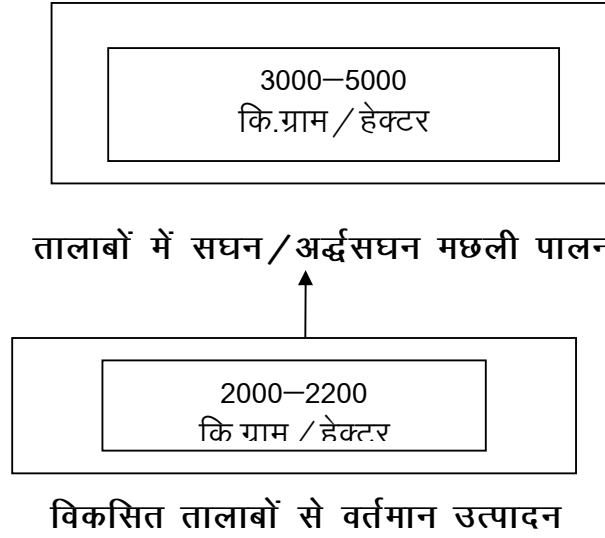 3000–5000
कि.ग्राम / हेक्टर
तालाबों में सघन/अर्द्धसघन मछली पालन
2000–2200
कि ग्राम / हेक्टर
विकसित तालाबों से वर्तमान उत्पादन